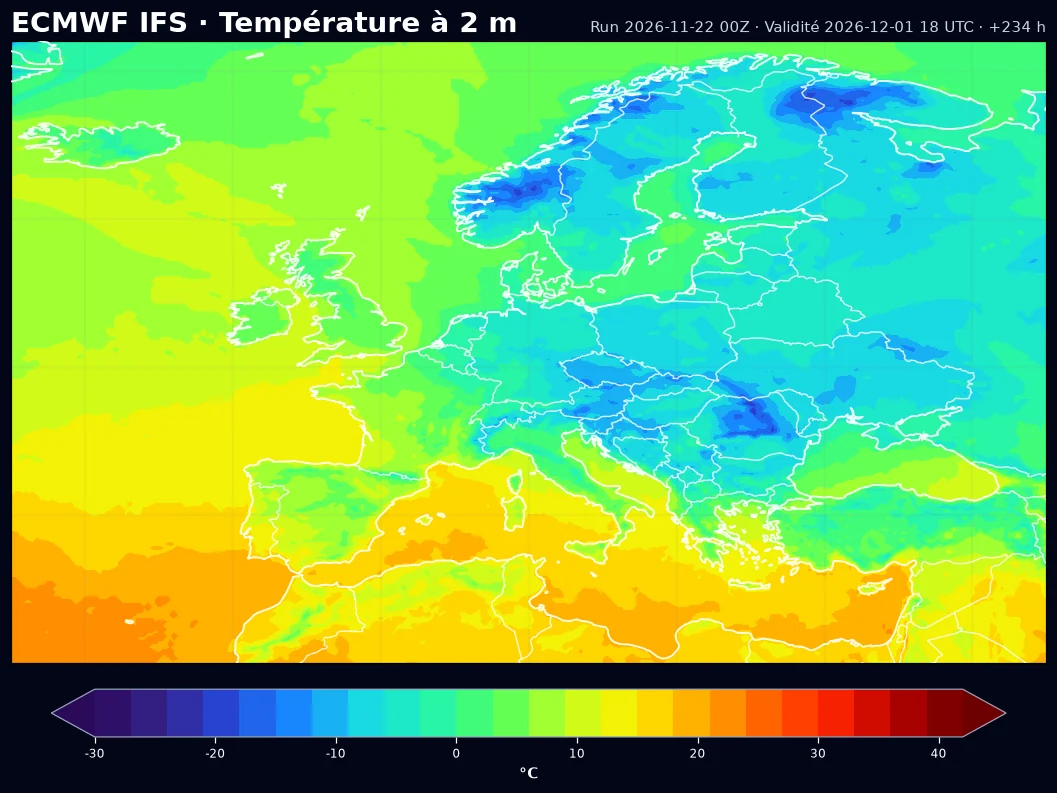 ECMWF IFS · Température à 2 m
Run 2026-11-22 00Z · Validité 2026-12-01 18 UTC · +234 h
-30 -20 -10 0 10 20 30 40
°C